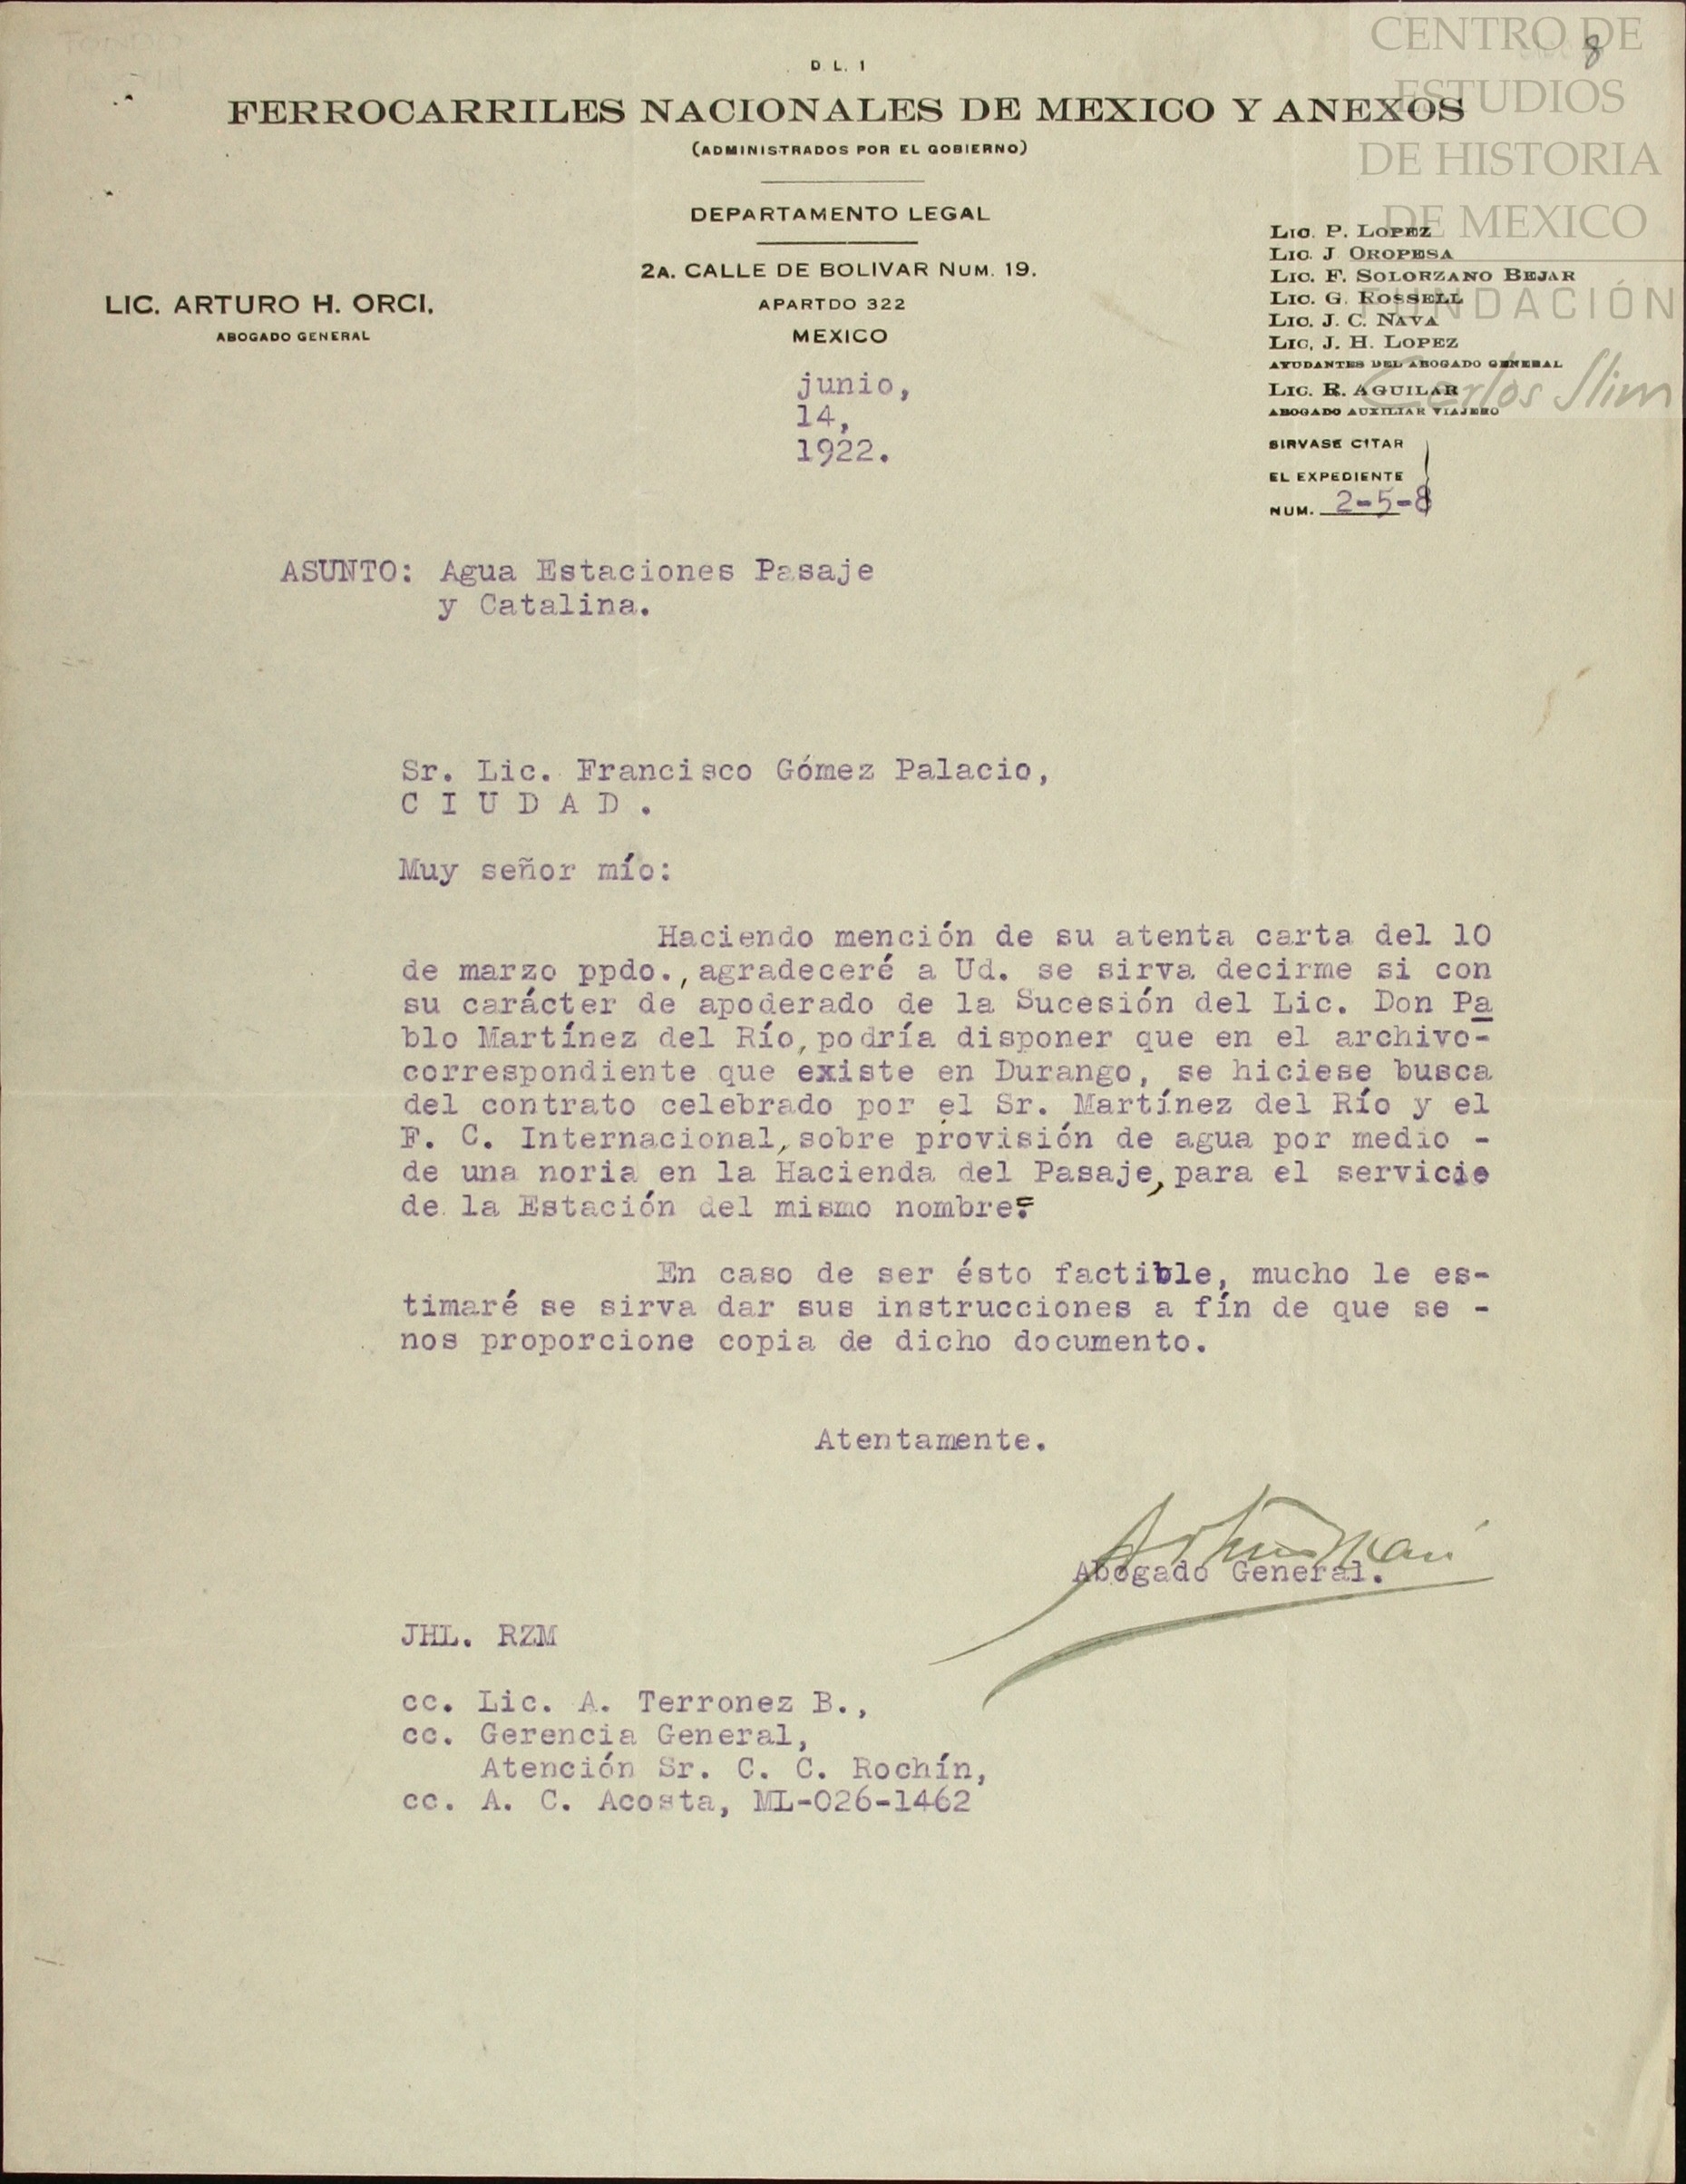 8
D. L. 1
FERROCARRILES NACIONALES DE MEXICO Y ANEXOS
(ADMINISTRADOS POR EL GOBIERNO)
DEPARTAMENTO LEGAL
2A. CALLE DE BOLIVAR NUM. 19.
APARTDO 322
MEXICO
LIC. ARTURO H. ORCI.
ABOGADO GENERAL
LIC. P. LOPEZ
LIC. J OROPESA
LIC. F. SOLORZANO BEJAR
LIC. G. ROSSELL
LIC. J. C. NAVA
LIC, J. H. LOPEZ
AYUDANTES DEL ABOGADO GENERAL
LIC. R. AGUILAR
ABOGADO AUXILIAR VIAJERO
SIRVASE CITAR
EL EXPEDIENTE
NUM. 2-5-8
CENTRO DE
ESTUDIOS
DE HISTORIA
DE MEXICO
FUNDACIÓN
Carlos Slim
junio,
14,
1922.
ASUNTO: Agua Estaciones Pasaje
y Catalina.
Sr. Lic. Francisco Gómez Palacio,
C I U D A D .
Muy señor mío:
Haciendo mención de su atenta carta del 10
de marzo ppdo., agradeceré a Ud. se sirva decirme si con
su carácter de apoderado de la Sucesión del Lic. Don Pa
blo Martínez del Río, podría disponer que en el archivo-
correspondiente que existe en Durango, se hiciese busca
del contrato celebrado por el Sr. Martínez del Río y el
F. C. Internacional, sobre provisión de agua por medio -
de una noria en la Hacienda del Pasaje, para el servicio
de la Estación del mismo nombre.
En caso de ser ésto factible, mucho le es-
timaré se sirva dar sus instrucciones a fín de que se -
nos proporcione copia de dicho documento.
Atentamente.
Abogado General.
JHL. RZM
cc. Lic. A. Terronez B.,
cc. Gerencia General,
Atención Sr. C. C. Rochín,
cc. A. C. Acosta, ML-026-1462